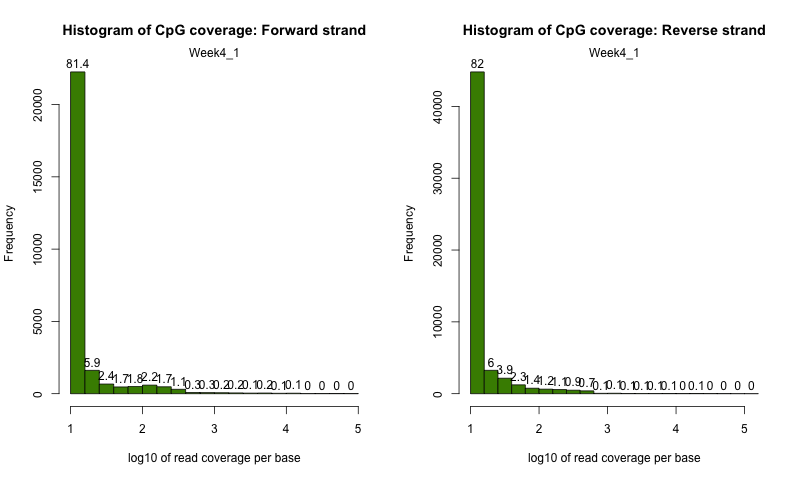 Histogram of CpG coverage: Forward strand
Week4_1
81.4
5.9 2.4 1.7 1.8 2.2 1.7 1.1 0.3 0.3 0.2 0.2 0.1 0.2 0.1 0.1 0 0 0 0
Frequency
0 5000 10000 15000 20000
1 2 3 4 5
log10 of read coverage per base
Histogram of CpG coverage: Reverse strand
Week4_1
82
6 3.9 2.3 1.4 1.2 1.1 0.9 0.7 0.1 0.1 0.1 0.1 0.1 0.1 0 0.1 0 0 0 0
Frequency
0 10000 20000 30000 40000
1 2 3 4 5
log10 of read coverage per base